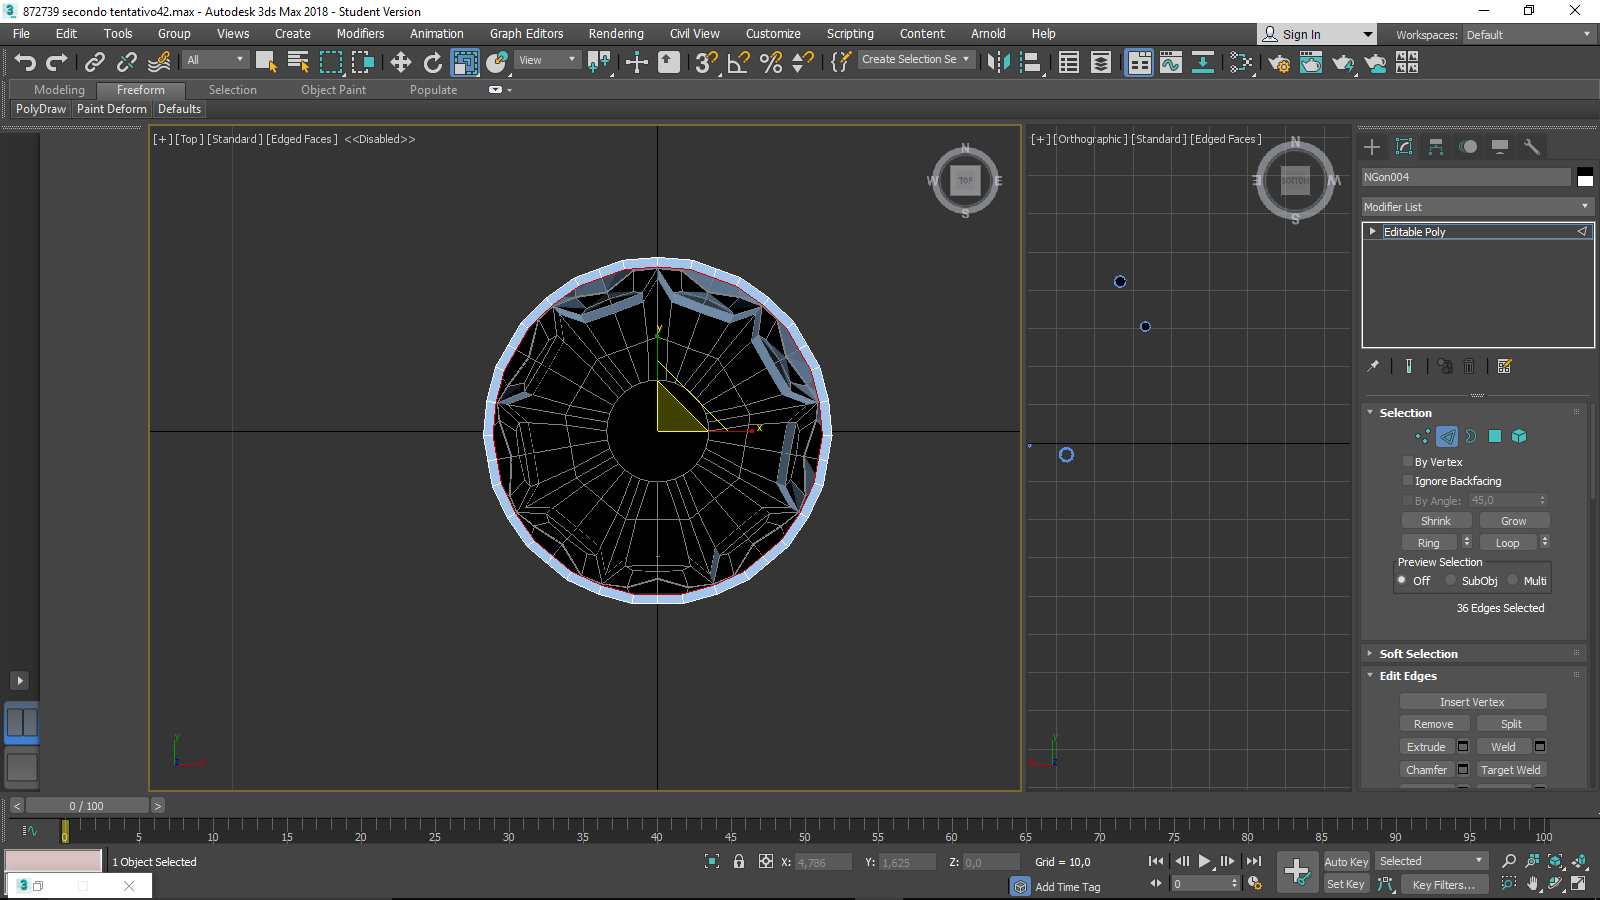 872739 secondo tentativo42.max - Autodesk 3ds Max 2018 - Student Version
File Edit Tools Group Views Create Modifiers Animation Graph Editors Rendering Civil View Customize Scripting Content Arnold Help
Sign In Workspaces: Default
All View Create Selection Se
Modeling Freeform Selection Object Paint Populate
PolyDraw Paint Deform Defaults
[+] [Top] [Standard] [Edged Faces] <<Disabled>>
[+] [Orthographic] [Standard] [Edged Faces]
N
W TOP E
S
N
E BOTTOM W
S
NGon004
Modifier List
Editable Poly
y
x
Selection
By Vertex
Ignore Backfacing
By Angle: 45,0
Shrink Grow
Ring Loop
Preview Selection
Off SubObj Multi
36 Edges Selected
Soft Selection
Edit Edges
Insert Vertex
Remove Split
Extrude Weld
Chamfer Target Weld
y
y
< 0 / 100 >
0 5 10 15 20 25 30 35 40 45 50 55 60 65 70 75 80 85 90 95 100
1 Object Selected
X: 4,786 Y: 1,625 Z: 0,0 Grid = 10,0
Add Time Tag
0
Auto Key Selected
Set Key Key Filters...
3